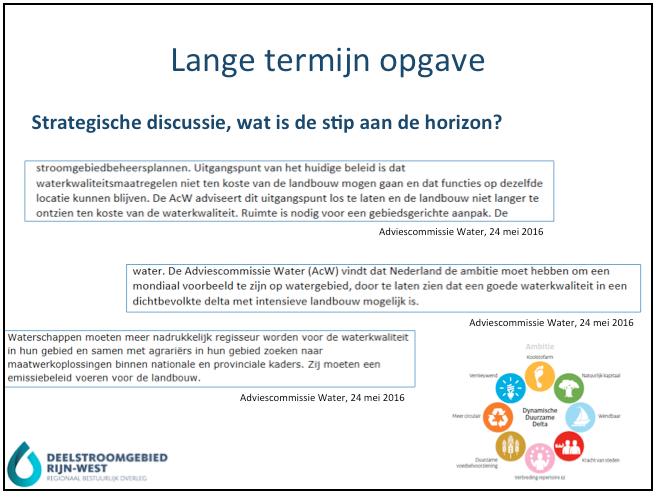 Lange termijn opgave
Strategische discussie, wat is de stip aan de horizon?
stroomgebiedbeheersplannen. Uitgangspunt van het huidige beleid is dat
waterkwaliteitsmaatregelen niet ten koste van de landbouw mogen gaan en dat functies op dezelfde
locatie kunnen blijven. De AcW adviseert dit uitgangspunt los te laten en de landbouw niet langer te
ontzien ten koste van de waterkwaliteit. Ruimte is nodig voor een gebiedsgerichte aanpak. De
Adviescommissie Water, 24 mei 2016
water. De Adviescommissie Water (AcW) vindt dat Nederland de ambitie moet hebben om een
mondiaal voorbeeld te zijn op watergebied, door te laten zien dat een goede waterkwaliteit in een
dichtbevolkte delta met intensieve landbouw mogelijk is.
Adviescommissie Water, 24 mei 2016
Waterschappen moeten meer nadrukkelijk regisseur worden voor de waterkwaliteit
in hun gebied en samen met agrariërs in hun gebied zoeken naar
maatwerkoplossingen binnen nationale en provinciale kaders. Zij moeten een
emissiebeleid voeren voor de landbouw.
Adviescommissie Water, 24 mei 2016
Ambitie
Koolstofarm
Vernieuwend
Natuurlijk kapitaal
Meer circulair
Dynamische
Duurzame
Delta
Wendbaar
Duurzame
voedselvoorziening
Kracht van steden
Verbreding repertoire
DEELSTROOMGEBIED
RIJN-WEST
REGIONAAL BESTUURLIJK OVERLEG